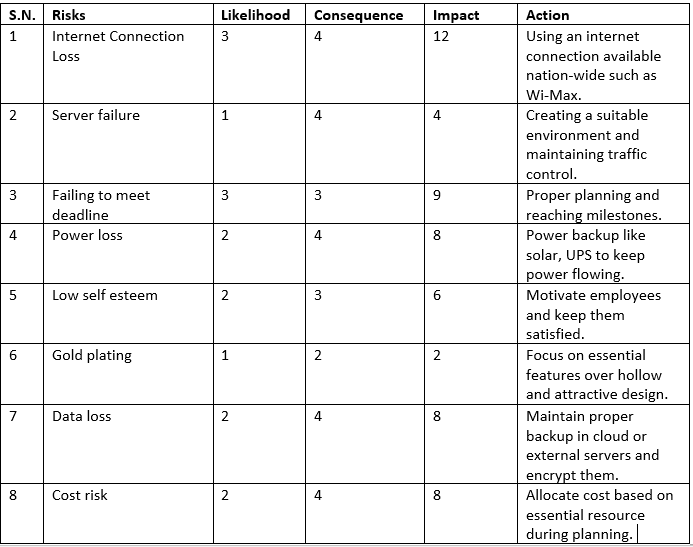 S.N. Risks Likelihood Consequence Impact Action
1 Internet Connection 3 4 12 Using an internet
Loss connection available
nation-wide such as
Wi-Max.
2 Server failure 1 4 4 Creating a suitable
environment and
maintaining traffic
control.
3 Failing to meet 3 3 9 Proper planning and
deadline reaching milestones.
4 Power loss 2 4 8 Power backup like
solar, UPS to keep
power flowing.
5 Low self esteem 2 3 6 Motivate employees
and keep them
satisfied.
6 Gold plating 1 2 2 Focus on essential
features over hollow
and attractive design.
7 Data loss 2 4 8 Maintain proper
backup in cloud or
external servers and
encrypt them.
8 Cost risk 2 4 8 Allocate cost based on
essential resource
during planning.